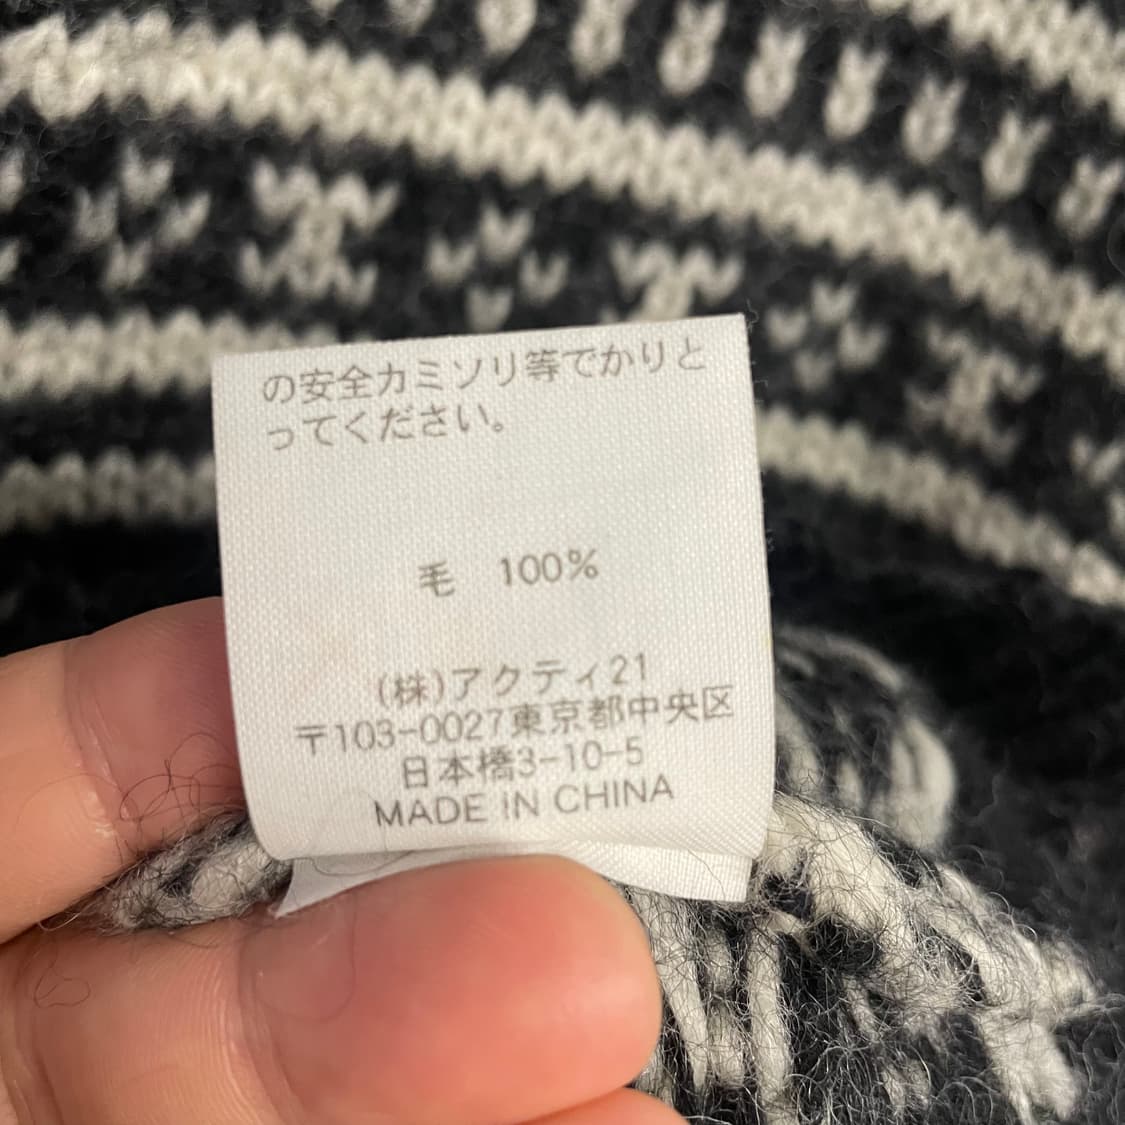 の安全カミソリ等でかりと
ってください。
毛 100%
(株)アクティ21
〒103-0027東京都中央区
日本橋3-10-5
MADE IN CHINA